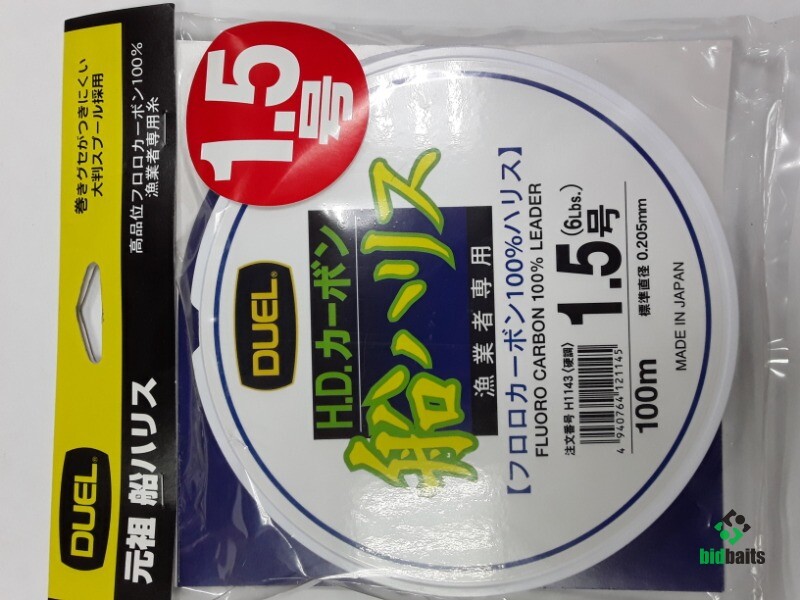 DUEL®
元祖 船ハリス
巻きグセがつきにくい
大判スプール採用
高品位フロロカーボン100%
漁業者専用糸
1.5号
DUEL®
H.D.カーボン
船ハリス
漁業者専用
【フロロカーボン100%ハリス】
FLUORO CARBON 100% LEADER
注文番号 H1143〈硬調〉
4 940764 121145
1.5号
(6Lbs.)
100m
標準直径 0.205mm
MADE IN JAPAN
bidbaits